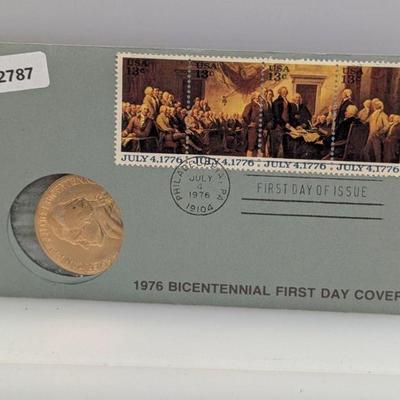 2787
USA 13c USA 13c USA 13c USA 13c
JULY 4,1776 JULY 4,1776 JULY 4,1776 JULY 4,1776
PHILADELPHIA, PA
JULY
4
1976
19104
FIRST DAY OF ISSUE
1976 BICENTENNIAL FIRST DAY COVER